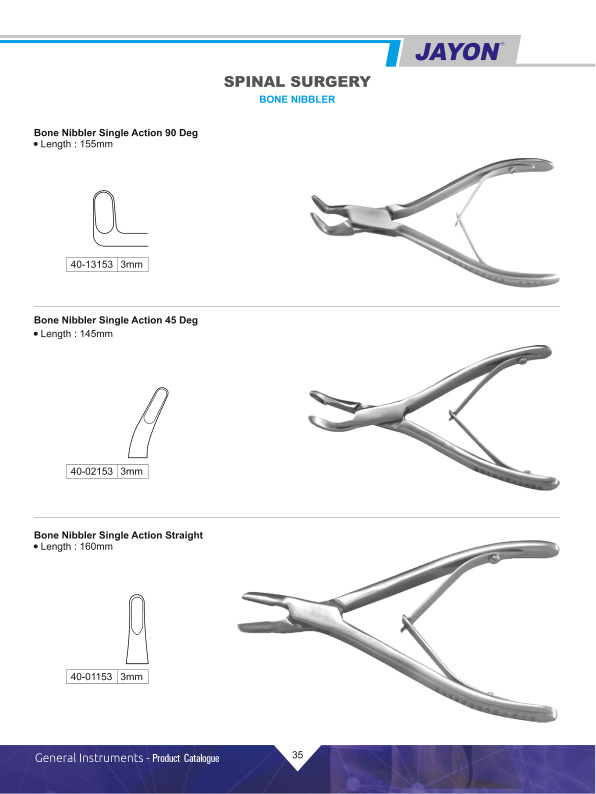 JAYON®
SPINAL SURGERY
BONE NIBBLER
Bone Nibbler Single Action 90 Deg
• Length : 155mm
40-13153 3mm
Bone Nibbler Single Action 45 Deg
• Length : 145mm
40-02153 3mm
Bone Nibbler Single Action Straight
• Length : 160mm
40-01153 3mm
General Instruments - Product Catalogue
35